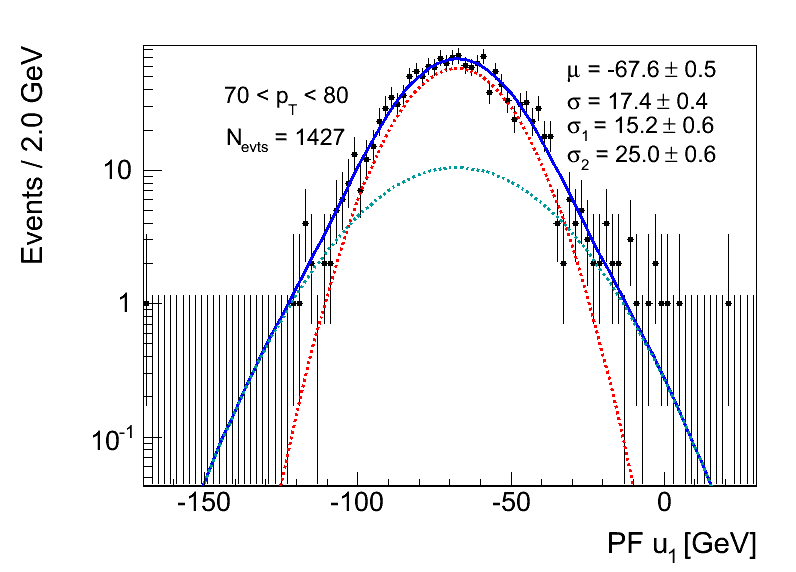 Events / 2.0 GeV
70 < p_T < 80
N_evts = 1427
μ = -67.6 ± 0.5
σ = 17.4 ± 0.4
σ_1 = 15.2 ± 0.6
σ_2 = 25.0 ± 0.6
10
1
10^-1
-150 -100 -50 0
PF u_1 [GeV]